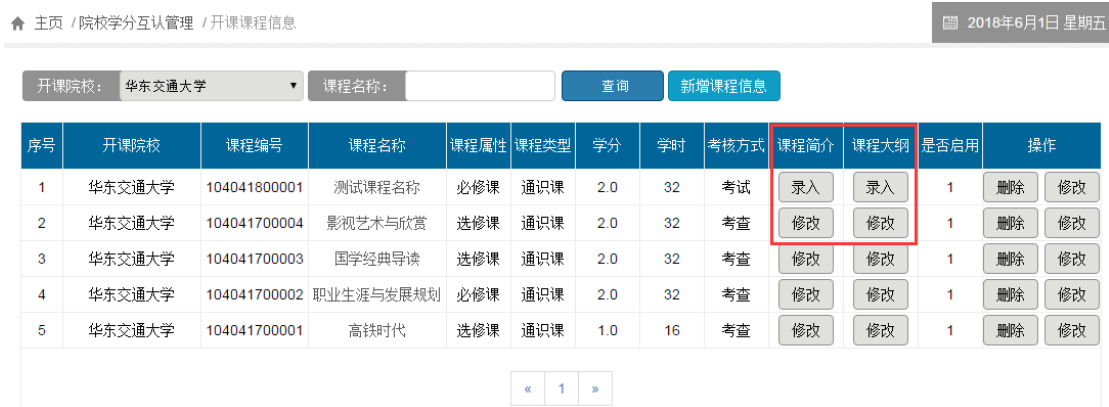 主页 / 院校学分互认管理 / 开课课程信息 2018年6月1日 星期五
开课院校： 华东交通大学 课程名称： 查询 新增课程信息
序号 开课院校 课程编号 课程名称 课程属性 课程类型 学分 学时 考核方式 课程简介 课程大纲 是否启用 操作
1 华东交通大学 104041800001 测试课程名称 必修课 通识课 2.0 32 考试 录入 录入 1 删除 修改
2 华东交通大学 104041700004 影视艺术与欣赏 选修课 通识课 2.0 32 考查 修改 修改 1 删除 修改
3 华东交通大学 104041700003 国学经典导读 选修课 通识课 2.0 32 考查 修改 修改 1 删除 修改
4 华东交通大学 104041700002 职业生涯与发展规划 必修课 通识课 2.0 32 考查 修改 修改 1 删除 修改
5 华东交通大学 104041700001 高铁时代 选修课 通识课 1.0 16 考查 修改 修改 1 删除 修改
« 1 »